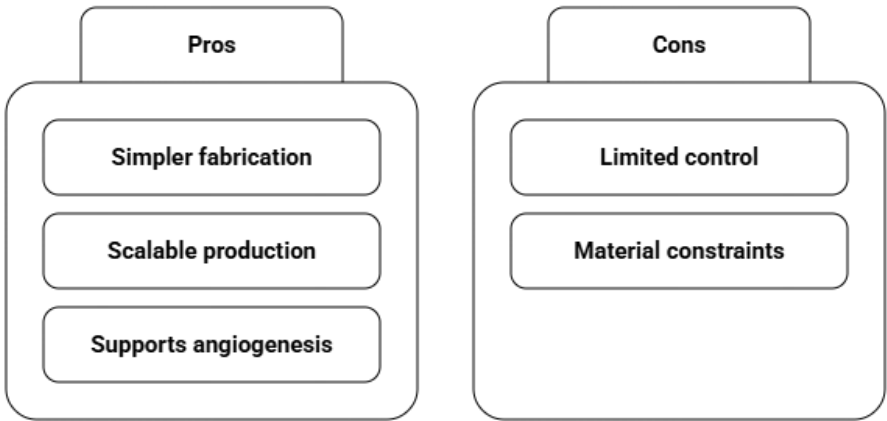 Pros
Simpler fabrication
Scalable production
Supports angiogenesis
Cons
Limited control
Material constraints